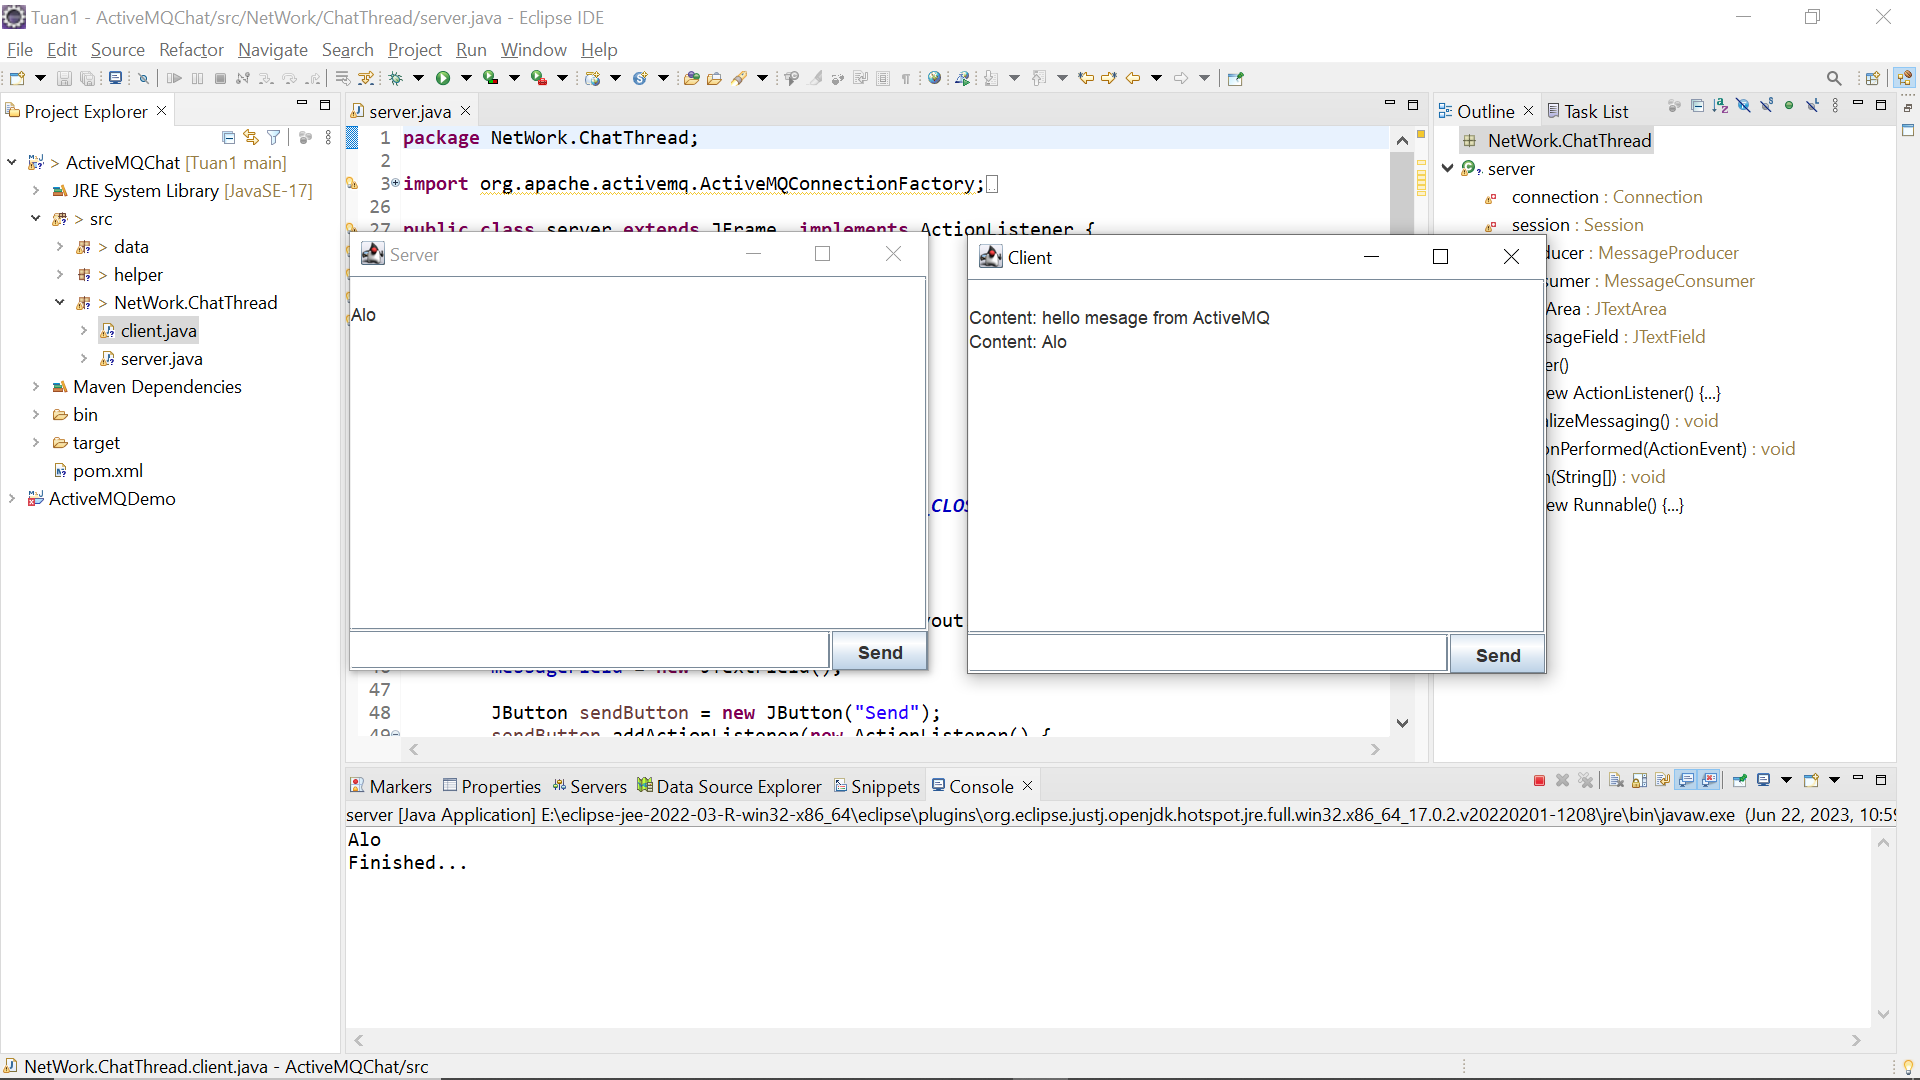 Tuan1 - ActiveMQChat/src/NetWork/ChatThread/server.java - Eclipse IDE
File Edit Source Refactor Navigate Search Project Run Window Help
Project Explorer
ActiveMQChat [Tuan1 main]
JRE System Library [JavaSE-17]
> src
> data
> helper
> NetWork.ChatThread
client.java
server.java
Maven Dependencies
bin
target
pom.xml
ActiveMQDemo
server.java
1 package NetWork.ChatThread;
2
3 import org.apache.activemq.ActiveMQConnectionFactory;
26
27 public class server extends JFrame implements ActionListener {
Server
Alo
Send
Client
Content: hello mesage from ActiveMQ
Content: Alo
Send
_CLOS
yout
messageField = new JTextField();
47
48 JButton sendButton = new JButton("Send");
49 sendButton.addActionListener(new ActionListener() {
Outline Task List
NetWork.ChatThread
server
connection : Connection
session : Session
ducer : MessageProducer
sumer : MessageConsumer
Area : JTextArea
sageField : JTextField
er()
ew ActionListener() {...}
lizeMessaging() : void
onPerformed(ActionEvent) : void
n(String[]) : void
ew Runnable() {...}
Markers Properties Servers Data Source Explorer Snippets Console
server [Java Application] E:\eclipse-jee-2022-03-R-win32-x86_64\eclipse\plugins\org.eclipse.justj.openjdk.hotspot.jre.full.win32.x86_64_17.0.2.v20220201-1208\jre\bin\javaw.exe (Jun 22, 2023, 10:59
Alo
Finished...
NetWork.ChatThread.client.java - ActiveMQChat/src